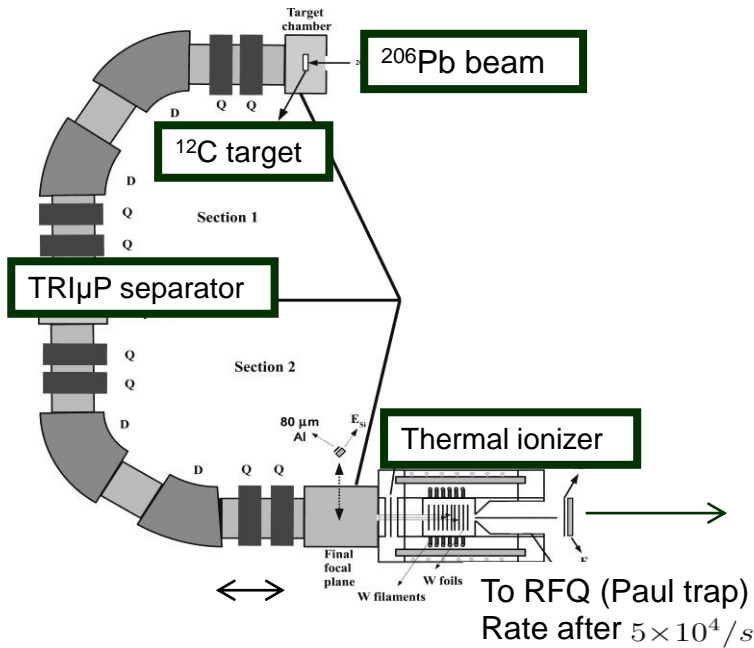 Target
chamber
²⁰⁶Pb beam
Q Q
D
¹²C target
D
Q
Section 1
Q
TRIμP separator
Q
Section 2
Q
D
80 μm
Al
E_Si
Thermal ionizer
D
Q
Q
Final
focal
plane
W foils
W filaments
To RFQ (Paul trap)
Rate after 5×10⁴/s